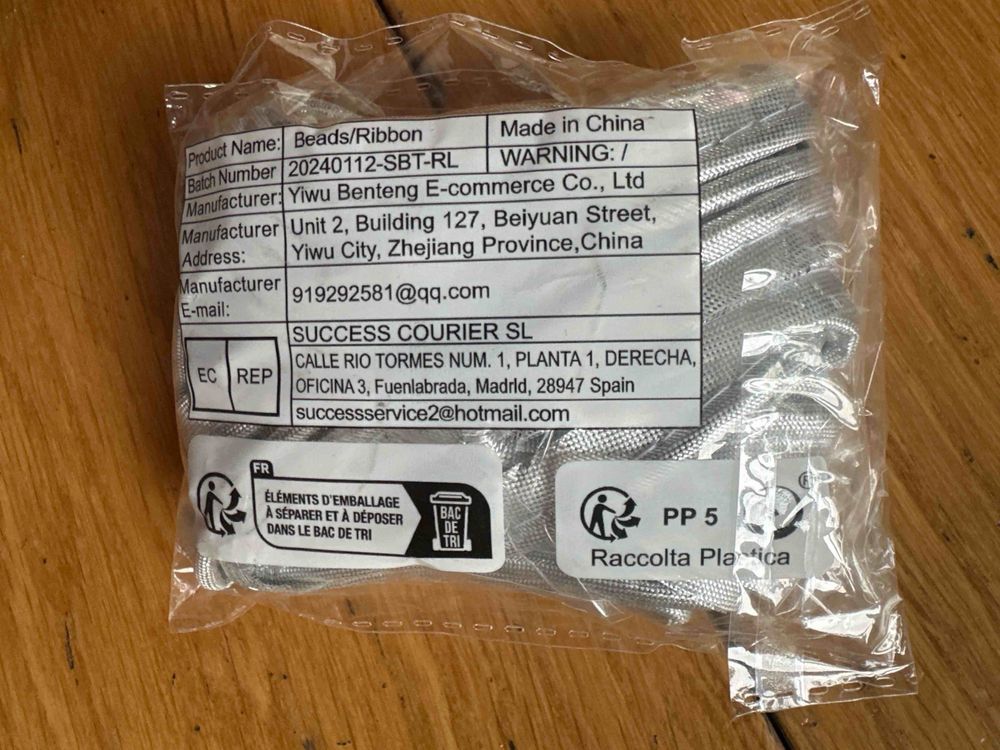 Product Name: Beads/Ribbon Made in China
Batch Number 20240112-SBT-RL WARNING: /
Manufacturer: Yiwu Benteng E-commerce Co., Ltd
Manufacturer Address: Unit 2, Building 127, Beiyuan Street,
Yiwu City, Zhejiang Province,China
Manufacturer E-mail: 919292581@qq.com
EC REP
SUCCESS COURIER SL
CALLE RIO TORMES NUM. 1, PLANTA 1, DERECHA,
OFICINA 3, Fuenlabrada, Madrld, 28947 Spain
successservice2@hotmail.com
FR
ÉLÉMENTS D'EMBALLAGE
À SÉPARER ET À DÉPOSER
DANS LE BAC DE TRI
BAC
DE
TRI
PP 5
®
Raccolta Plastica